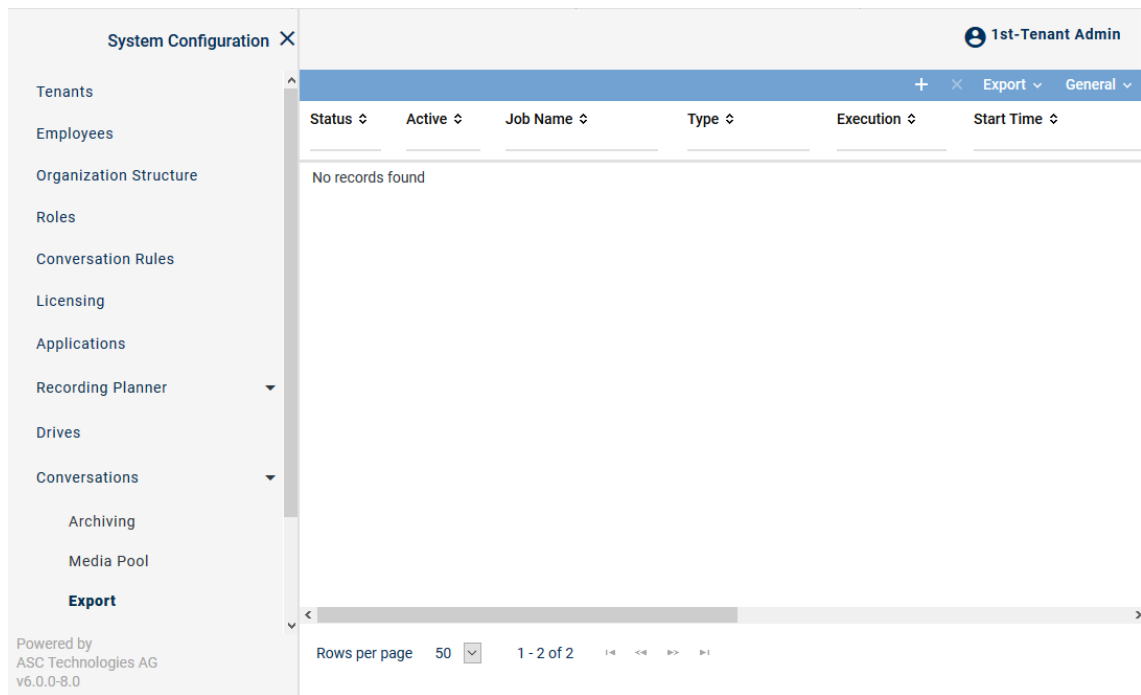 System Configuration
1st-Tenant Admin
Tenants
Employees
Organization Structure
Roles
Conversation Rules
Licensing
Applications
Recording Planner
Drives
Conversations
Archiving
Media Pool
Export
Powered by
ASC Technologies AG
v6.0.0-8.0
Export General
Status Active Job Name Type Execution Start Time
No records found
Rows per page 50 1 - 2 of 2